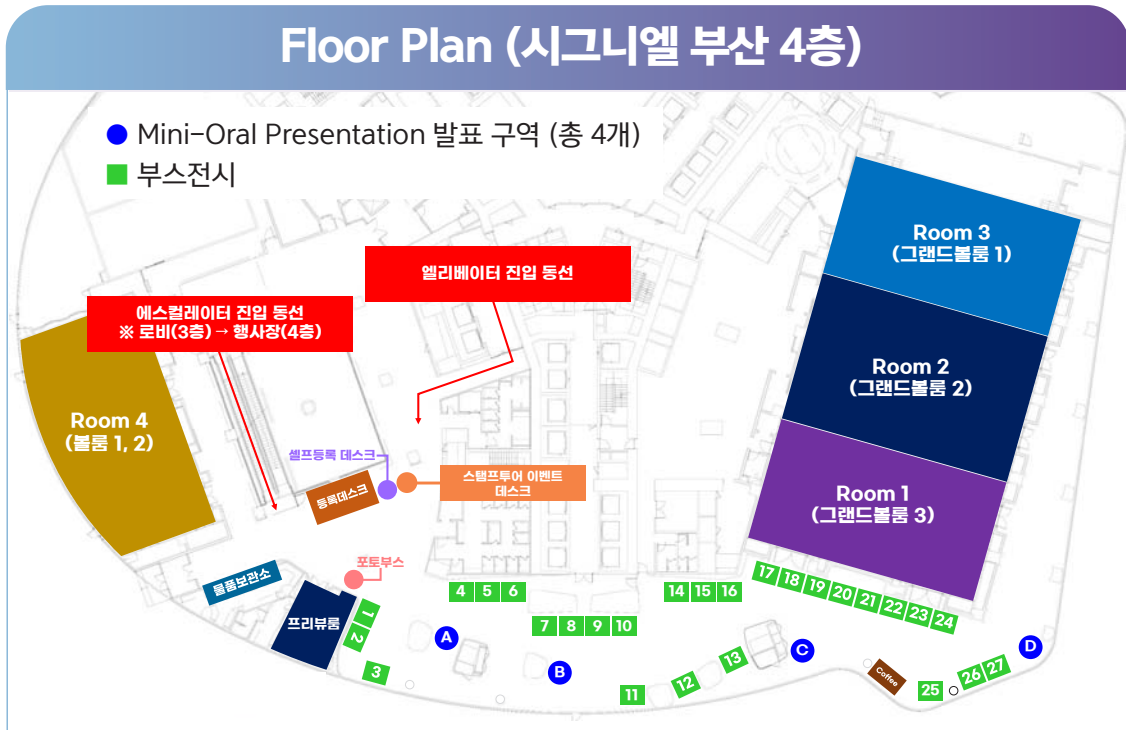 Floor Plan (시그니엘 부산 4층)
Mini-Oral Presentation 발표 구역 (총 4개)
부스전시
엘리베이터 진입 동선
에스컬레이터 진입 동선
※ 로비(3층) → 행사장(4층)
Room 3
(그랜드볼룸 1)
Room 2
(그랜드볼룸 2)
Room 1
(그랜드볼룸 3)
Room 4
(볼룸 1, 2)
셀프등록 데스크
스탬프투어 이벤트
데스크
등록데스크
포토부스
물품보관소
프리뷰룸
1
2
3
4 5 6
7 8 9 10
11
12
13
14 15 16
17 18 19 20 21 22 23 24
25
26 27
A
B
C
D
Coffee